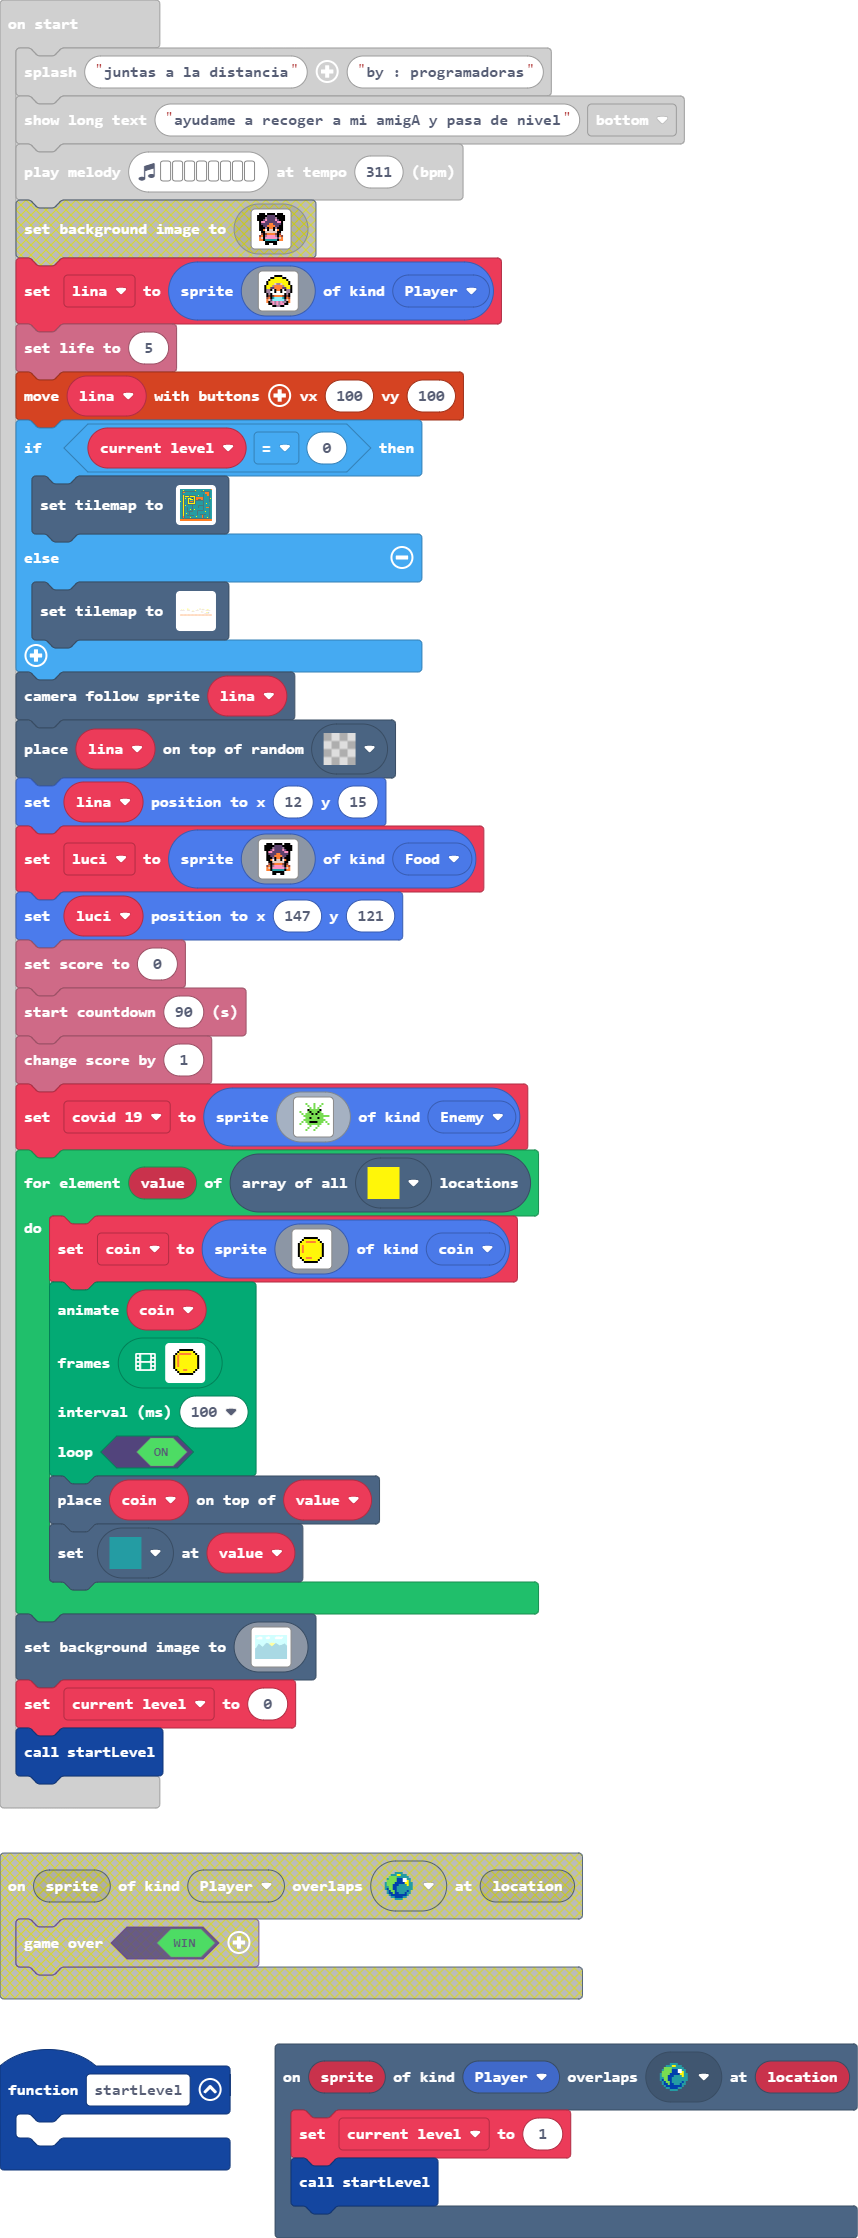 on start
splash "juntas a la distancia" "by : programadoras"
show long text "ayudame a recoger a mi amigA y pasa de nivel" bottom
play melody at tempo 311 (bpm)
set background image to
set lina to sprite of kind Player
set life to 5
move lina with buttons vx 100 vy 100
if current level = 0 then
set tilemap to
else
set tilemap to
camera follow sprite lina
place lina on top of random
set lina position to x 12 y 15
set luci to sprite of kind Food
set luci position to x 147 y 121
set score to 0
start countdown 90 (s)
change score by 1
set covid 19 to sprite of kind Enemy
for element value of array of all locations
do
set coin to sprite of kind coin
animate coin
frames
interval (ms) 100
loop ON
place coin on top of value
set at value
set background image to
set current level to 0
call startLevel
on sprite of kind Player overlaps at location
game over WIN
function startLevel
on sprite of kind Player overlaps at location
set current level to 1
call startLevel